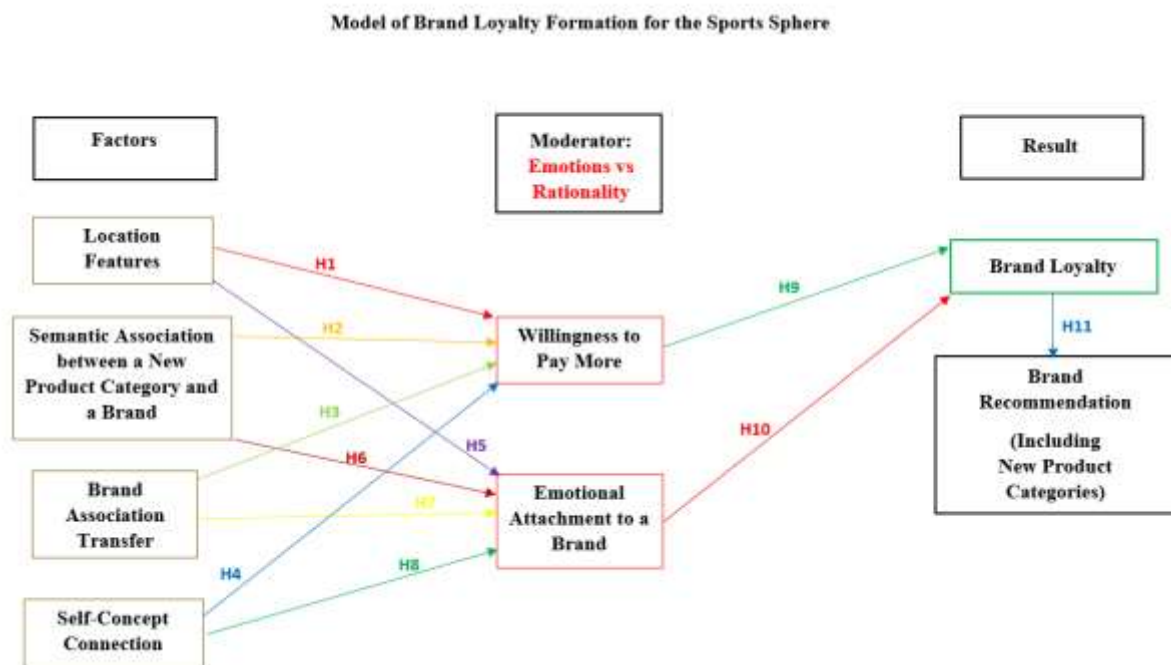 Model of Brand Loyalty Formation for the Sports Sphere
Factors
Moderator:
Emotions vs
Rationality
Result
Location
Features
H1
H9
Brand Loyalty
Semantic Association
between a New
Product Category and
a Brand
H2
Willingness to
Pay More
H11
H3
Brand
Recommendation
(Including
New Product
Categories)
H5
H6
H10
Brand
Association
Transfer
H7
Emotional
Attachment to a
Brand
H4
H8
Self-Concept
Connection